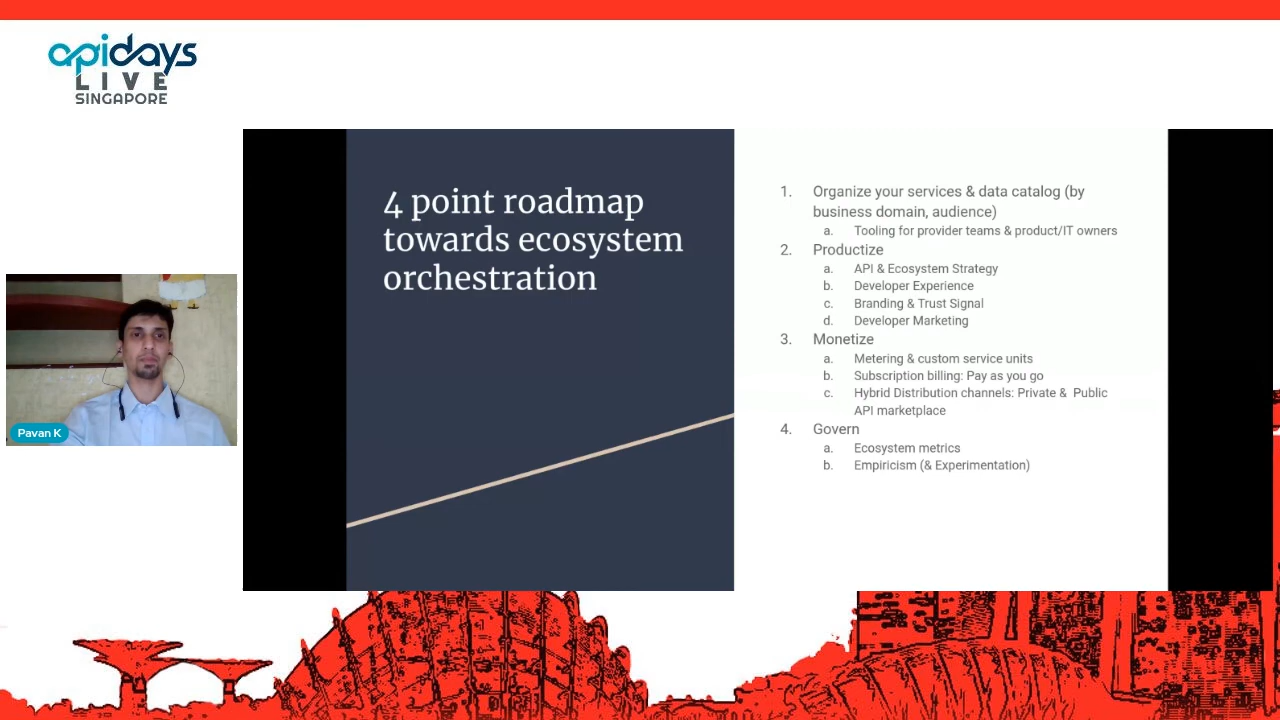 apidays
LIVE
SINGAPORE
4 point roadmap
towards ecosystem
orchestration
1. Organize your services & data catalog (by
business domain, audience)
a. Tooling for provider teams & product/IT owners
2. Productize
a. API & Ecosystem Strategy
b. Developer Experience
c. Branding & Trust Signal
d. Developer Marketing
3. Monetize
a. Metering & custom service units
b. Subscription billing: Pay as you go
c. Hybrid Distribution channels: Private & Public
API marketplace
4. Govern
a. Ecosystem metrics
b. Empiricism (& Experimentation)
Pavan K